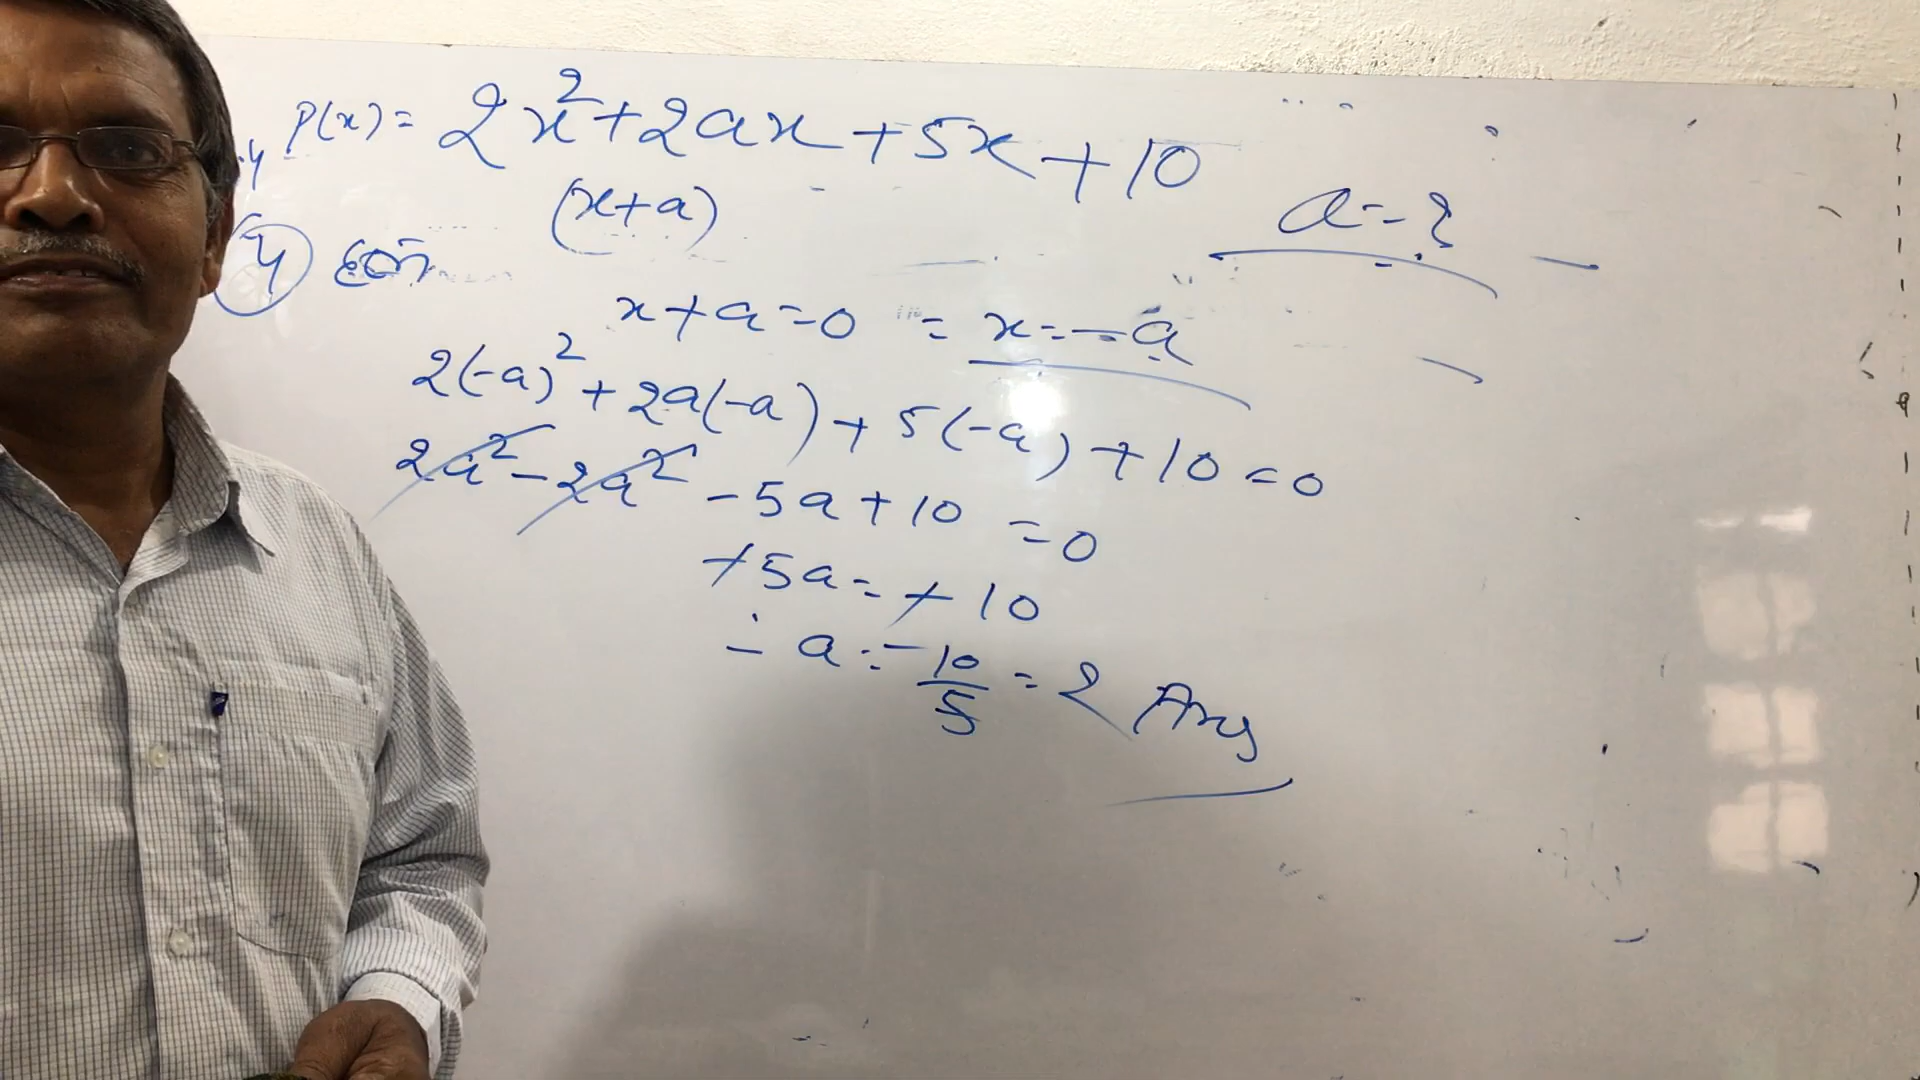 P(x) = 2x²+2ax+5x+10
(x+a)
a=?
4
x+a=0 = x=-a
2(-a)²+2a(-a)+5(-a)+10=0
2a²-2a²-5a+10=0
+5a=+10
a=10/5=2 Ans